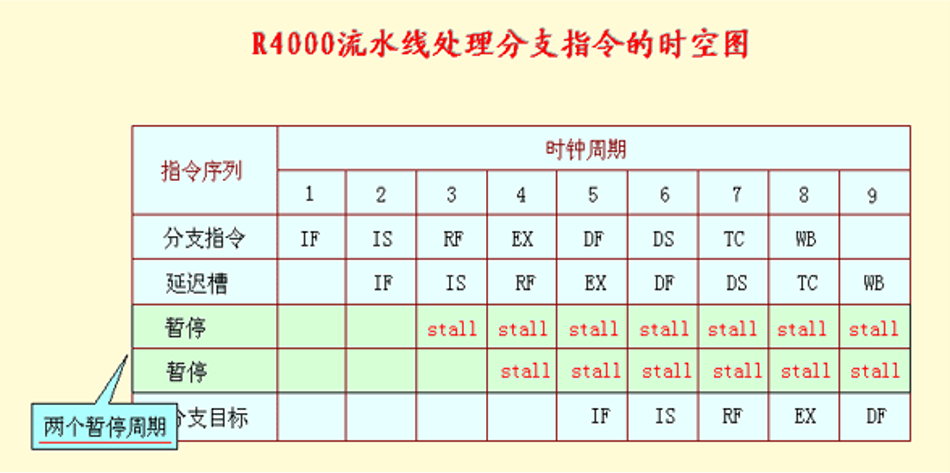 R4000流水线处理分支指令的时空图
指令序列 时钟周期
1 2 3 4 5 6 7 8 9
分支指令 IF IS RF EX DF DS TC WB
延迟槽 IF IS RF EX DF DS TC WB
暂停 stall stall stall stall stall stall stall
暂停 stall stall stall stall stall stall
分支目标 IF IS RF EX DF
两个暂停周期